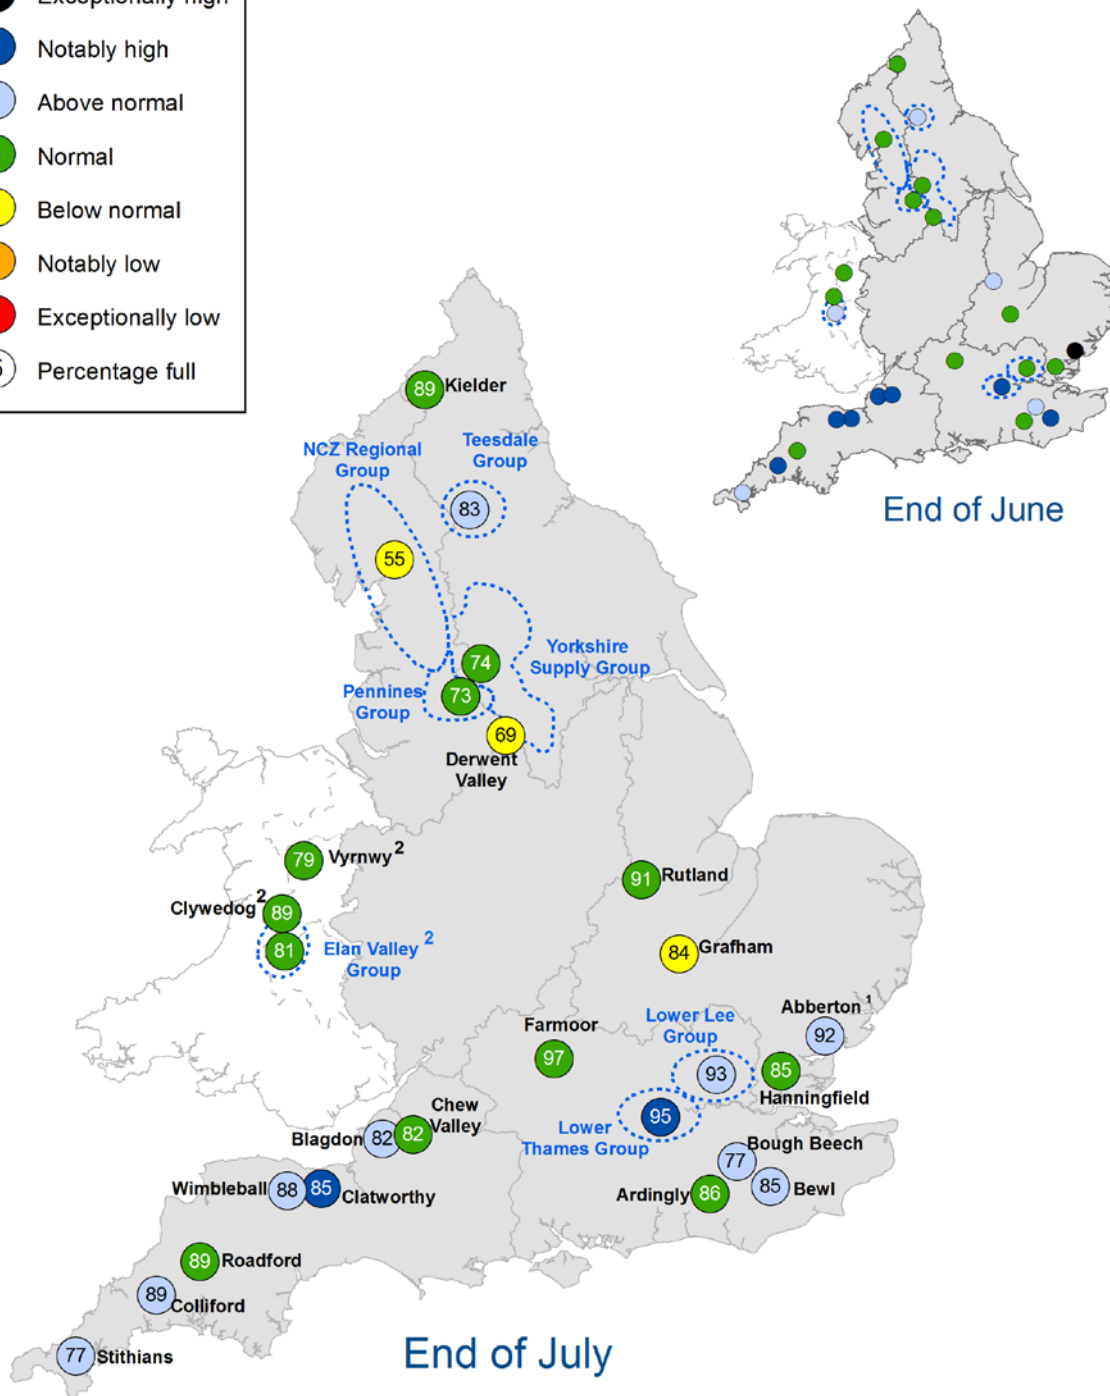 Exceptionally high
Notably high
Above normal
Normal
Below normal
Notably low
Exceptionally low
Percentage full
End of June
89 Kielder
NCZ Regional
Group
Teesdale
Group
83
55
Yorkshire
Supply Group
74
Pennines
Group
73
69
Derwent
Valley
79 Vyrnwy 2
Clywedog 2
89
81
Elan Valley 2
Group
91 Rutland
84 Grafham
Abberton 1
92
Lower Lee
Group
93
Farmoor
97
85
Hanningfield
95
Lower
Thames Group
Chew
Valley
Blagdon 82 82
Bough Beech
77
85 Bewl
Ardingly 86
Wimbleball 88 85 Clatworthy
89 Roadford
89 Colliford
77 Stithians
End of July